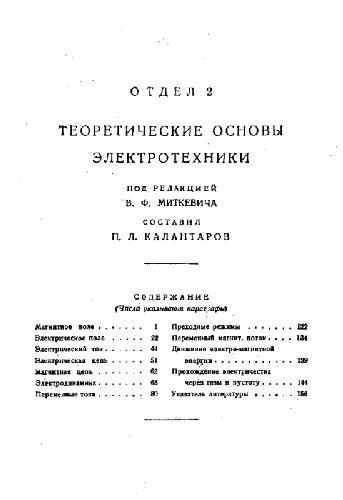 ОТДЕЛ 2
ТЕОРЕТИЧЕСКИЕ ОСНОВЫ
ЭЛЕКТРОТЕХНИКИ
ПОД РЕДАКЦИЕЙ
В. Ф. МИТКЕВИЧА
СОСТАВИЛ
П. Л. КАЛАНТАРОВ
СОДЕРЖАНИЕ
(Числа указывают параграфы)
Магнитное поле . . . . . . . 1
Электрическое поле . . . . . 22
Электрический ток . . . . . . 44
Электрическая цепь . . . . . 51
Магнитная цепь . . . . . . 62
Электродинамика . . . . . . 68
Переменные токи . . . . . . 80
Преходные режимы . . . . . . . 122
Переменный магнит. поток . . . 134
Движение электро-магнитной
энергии . . . . . . . . . 139
Прохождение электричества
через газы и пустоту . . . . . 144
Указатель литературы . . . . . 156